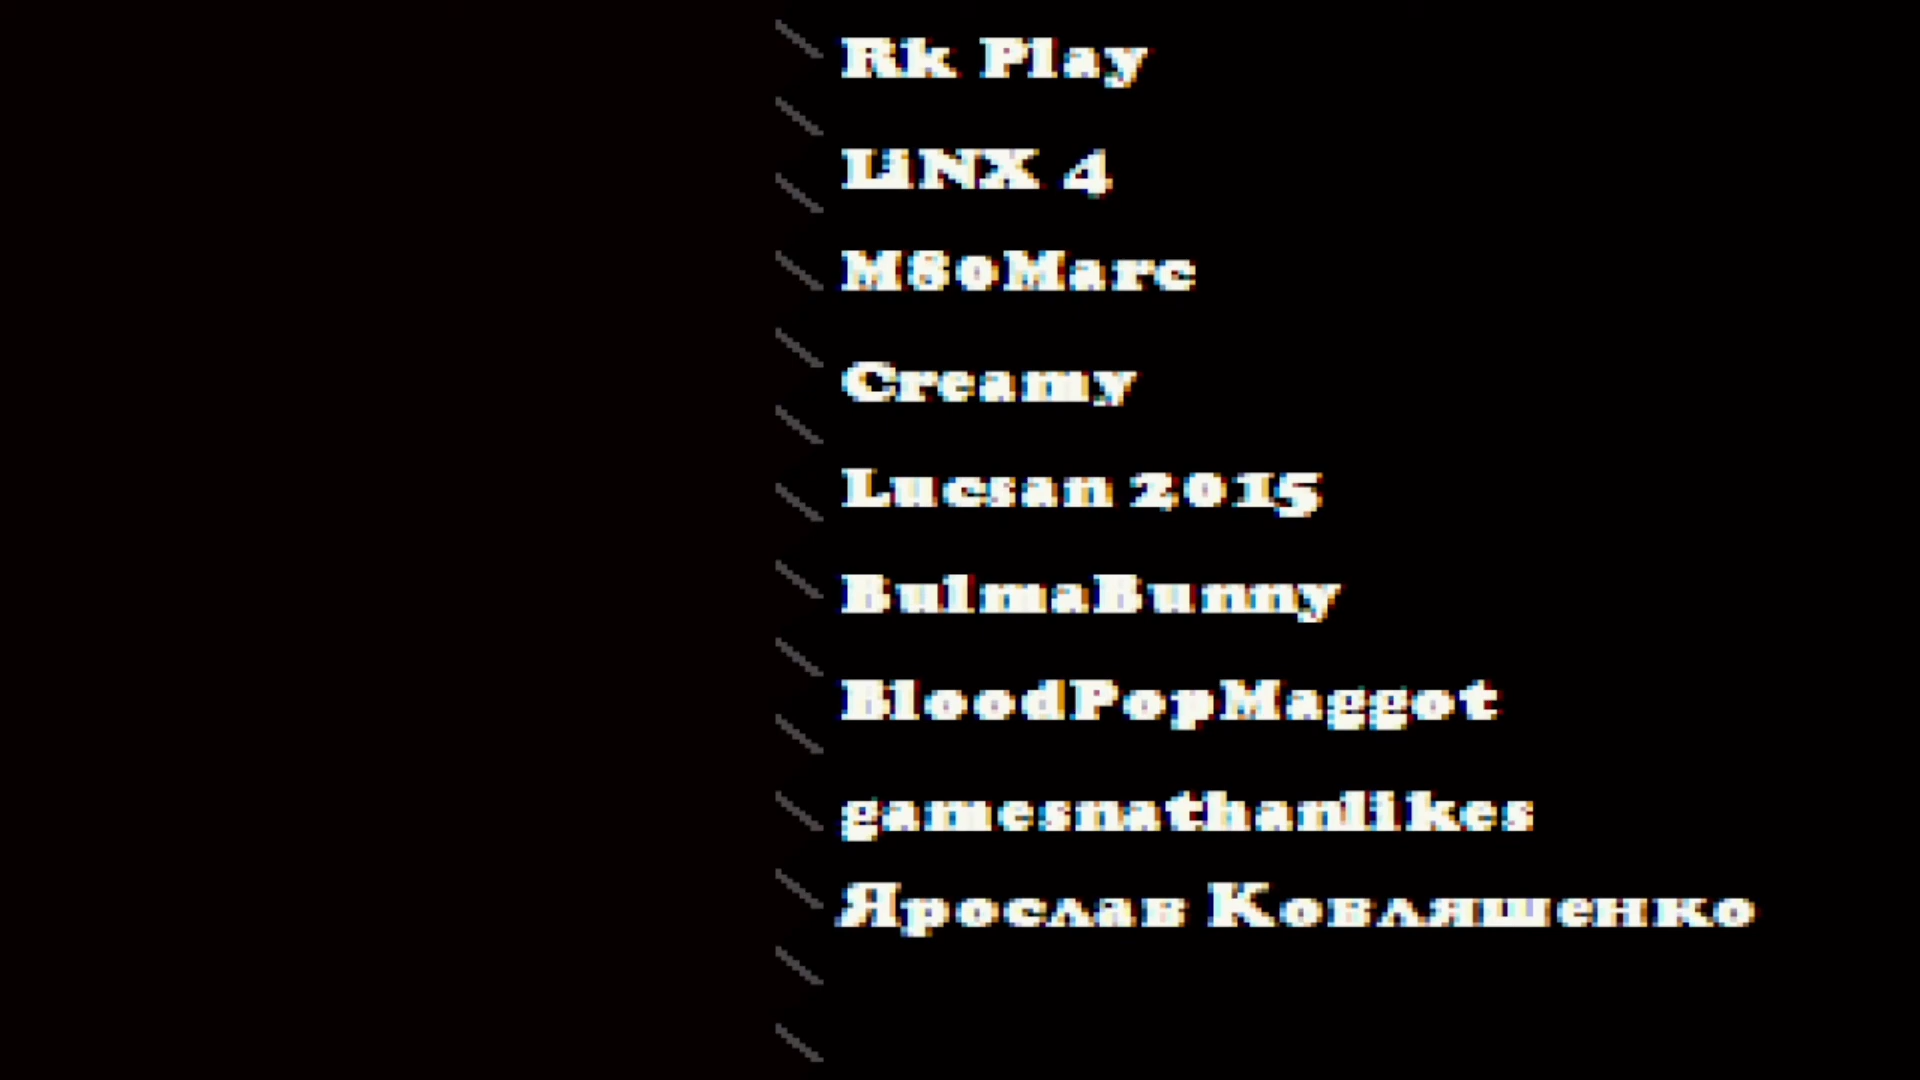 Rk Play
LiNX 4
M80Marc
Creamy
Lucsan 2015
BulmaBunny
BloodPopMaggot
gamesnathanlikes
Ярослав Ковляшенко